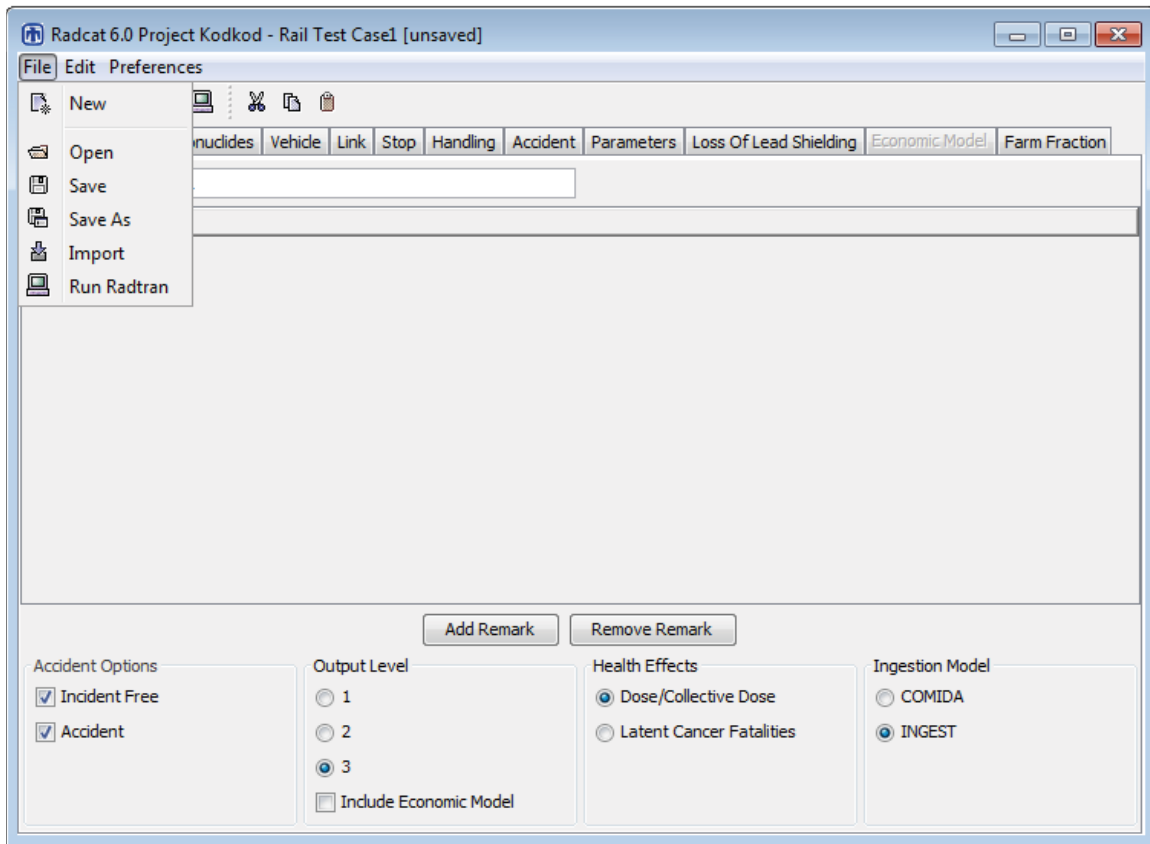 Radcat 6.0 Project Kodkod - Rail Test Case1 [unsaved]
File Edit Preferences
New
Open
Save
Save As
Import
Run Radtran
Vehicle Link Stop Handling Accident Parameters Loss Of Lead Shielding Economic Model Farm Fraction
Add Remark Remove Remark
Accident Options Output Level Health Effects Ingestion Model
Incident Free 1 Dose/Collective Dose COMIDA
Accident 2 Latent Cancer Fatalities INGEST
3
Include Economic Model